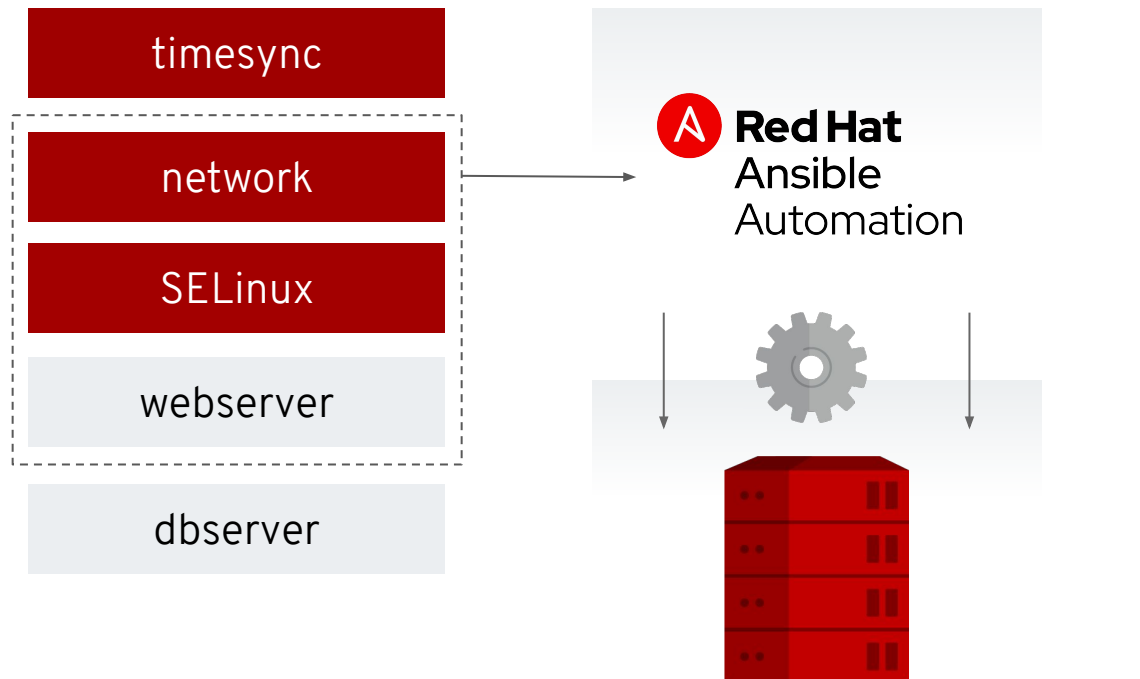 timesync
network
SELinux
webserver
dbserver
Red Hat
Ansible
Automation